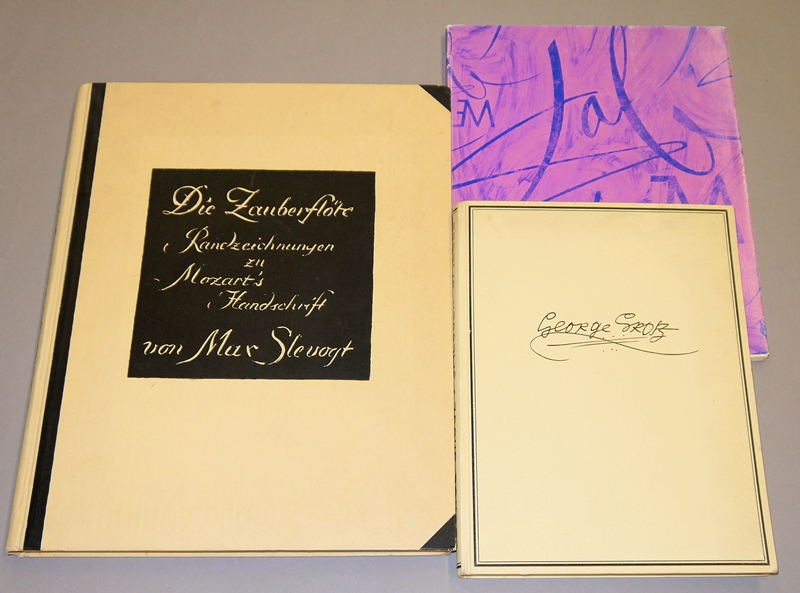 Die Zauberflöte
Randzeichnungen
zu
Mozart's
Handschrift
von Max Slevogt
George Grosz